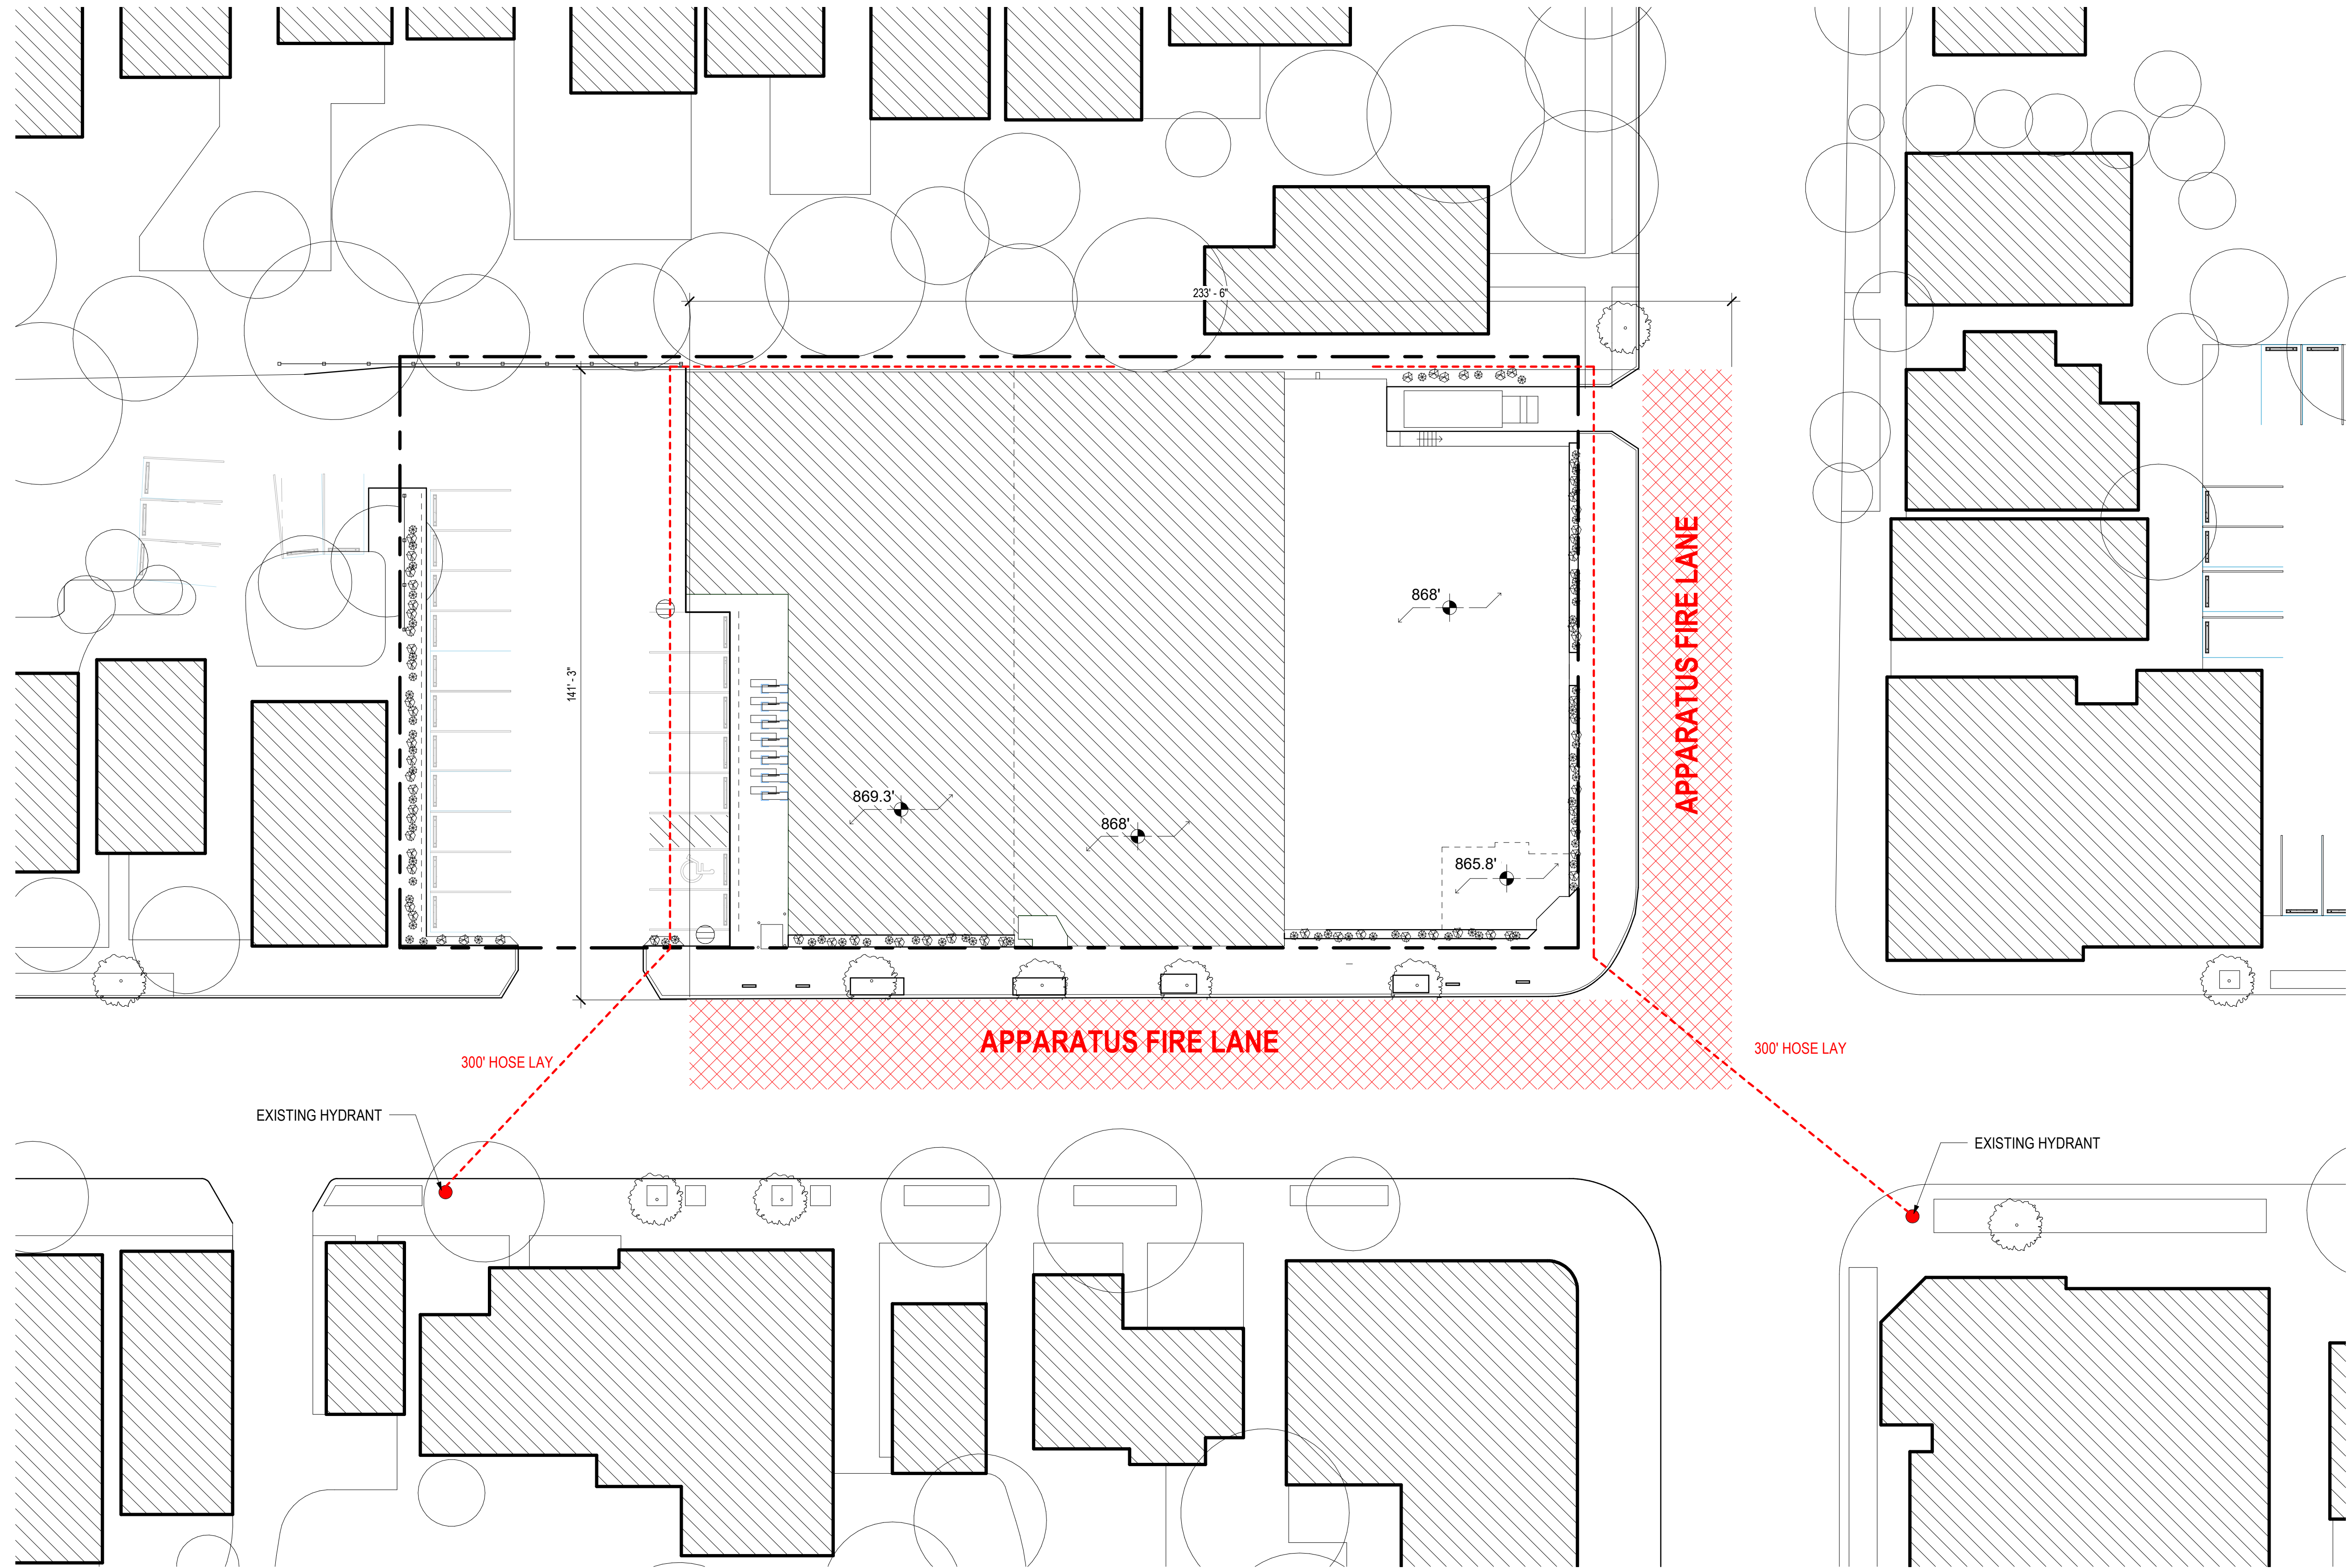 233' - 6"
APPARATUS FIRE LANE
868'
141' - 3"
869.3'
868'
865.8'
APPARATUS FIRE LANE
300' HOSE LAY
300' HOSE LAY
EXISTING HYDRANT
EXISTING HYDRANT